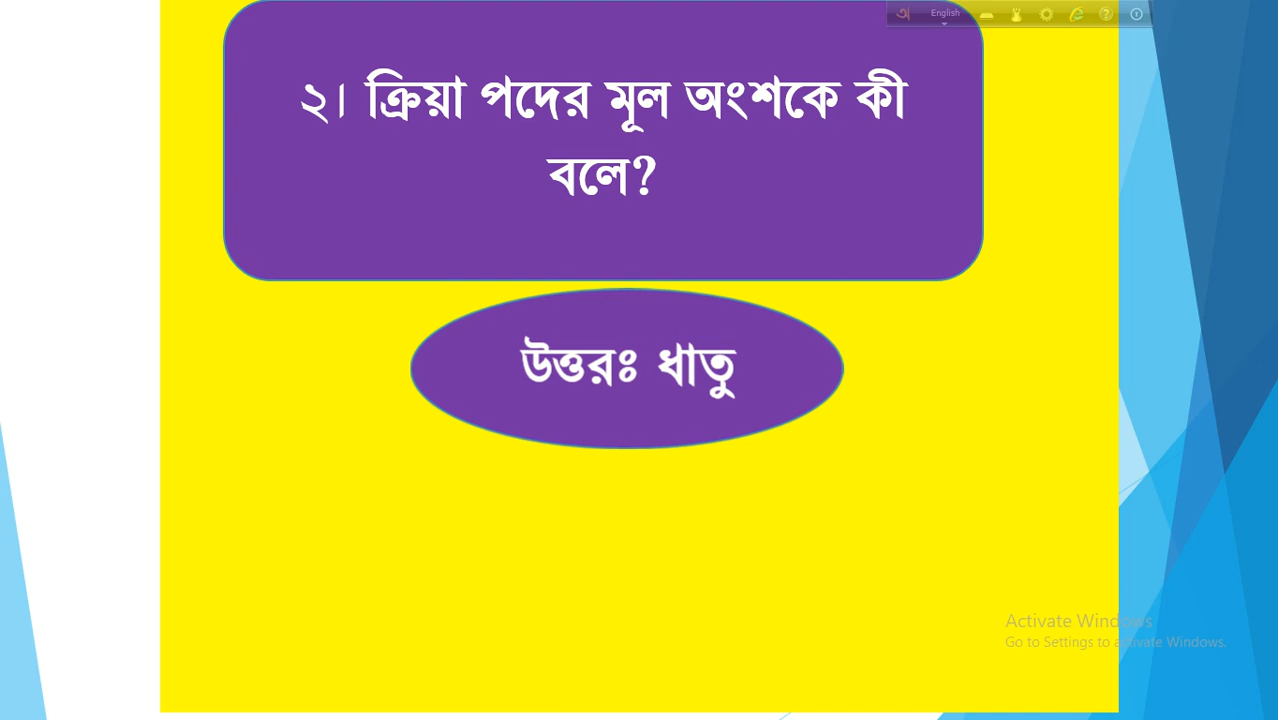 English
২। ক্রিয়া পদের মূল অংশকে কী
বলে?
উত্তরঃ ধাতু
Activate Windows
Go to Settings to activate Windows.